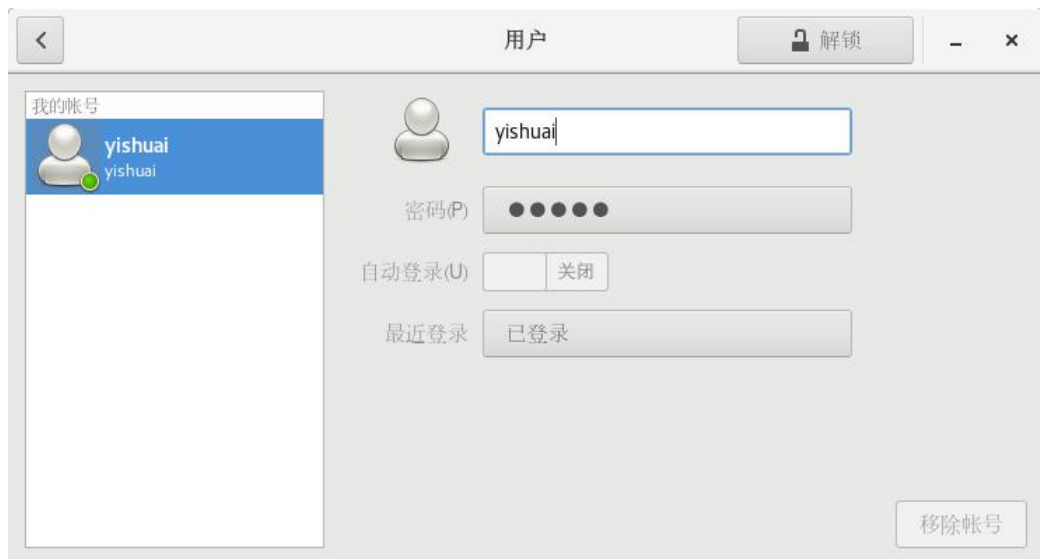 用户
解锁
我的帐号
yishuai
yishuai
yishuai
密码(P) ●●●●●
自动登录(U) 关闭
最近登录 已登录
移除帐号